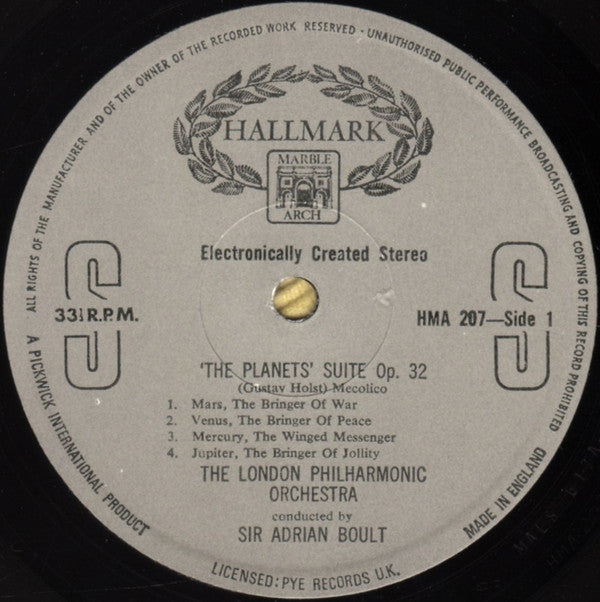 ALL RIGHTS OF THE MANUFACTURER AND OF THE OWNER OF THE RECORDED WORK RESERVED · UNAUTHORISED PUBLIC PERFORMANCE BROADCASTING AND COPYING OF THIS RECORD PROHIBITED
HALLMARK
MARBLE
ARCH
Electronically Created Stereo
S S
33⅓ R.P.M.
HMA 207—Side 1
'THE PLANETS' SUITE Op. 32
(Gustav Holst) Mecolico
1. Mars, The Bringer Of War
2. Venus, The Bringer Of Peace
3. Mercury, The Winged Messenger
4. Jupiter, The Bringer Of Jollity
THE LONDON PHILHARMONIC
ORCHESTRA
conducted by
SIR ADRIAN BOULT
A PICKWICK INTERNATIONAL PRODUCT
LICENSED: PYE RECORDS U.K.
MADE IN ENGLAND